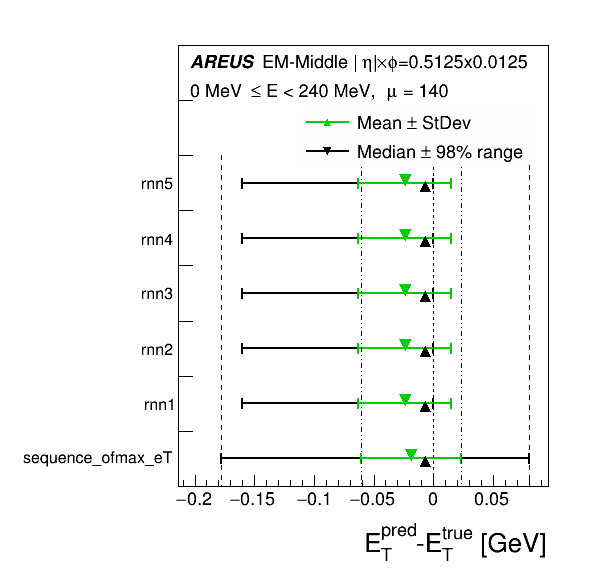 AREUS EM-Middle | η|×ϕ=0.5125x0.0125
0 MeV ≤ E < 240 MeV, μ = 140
Mean ± StDev
Median ± 98% range
rnn5
rnn4
rnn3
rnn2
rnn1
sequence_ofmax_eT
−0.2 −0.15 −0.1 −0.05 0 0.05
E_T^pred-E_T^true [GeV]